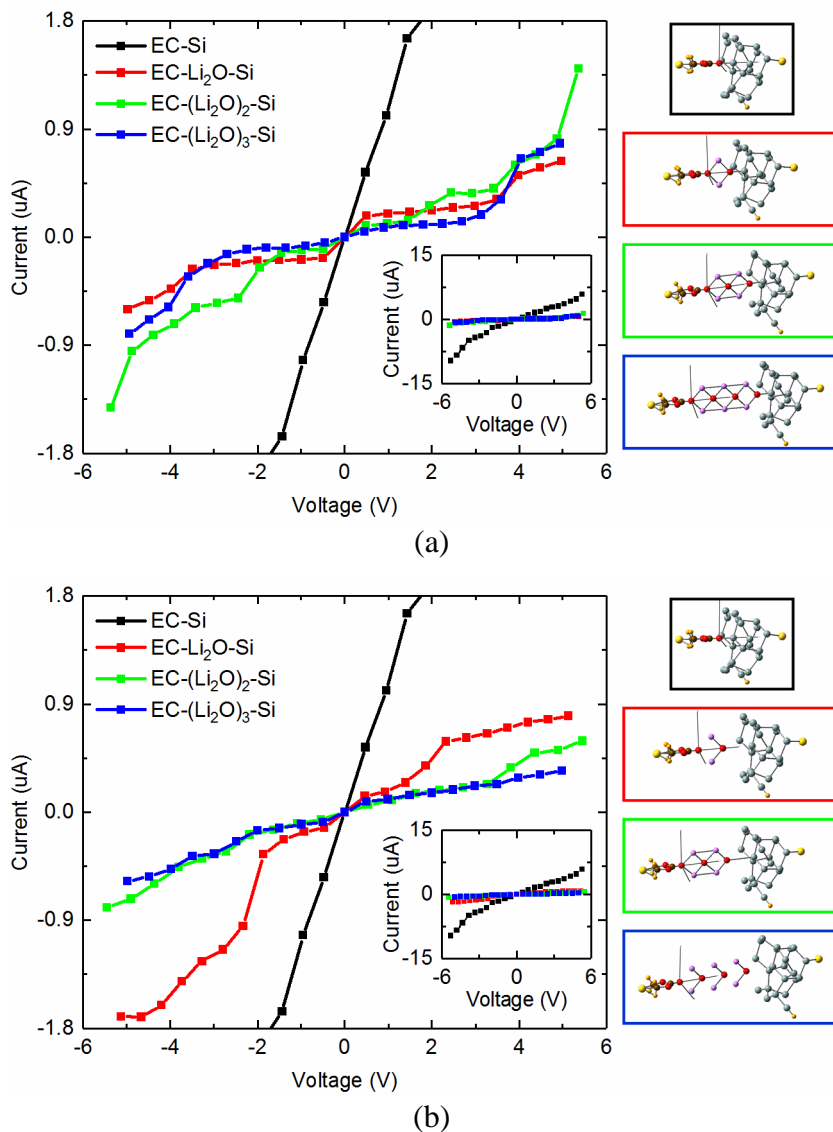 (a)
1.8
0.9
0.0
-0.9
-1.8
Current (uA)
EC-Si
EC-Li₂O-Si
EC-(Li₂O)₂-Si
EC-(Li₂O)₃-Si
15
0
-15
Current (uA)
-6 0 6
Voltage (V)
-6 -4 -2 0 2 4 6
Voltage (V)
(a)
1.8
0.9
0.0
-0.9
-1.8
Current (uA)
EC-Si
EC-Li₂O-Si
EC-(Li₂O)₂-Si
EC-(Li₂O)₃-Si
15
0
-15
Current (uA)
-6 0 6
Voltage (V)
-6 -4 -2 0 2 4 6
Voltage (V)
(b)